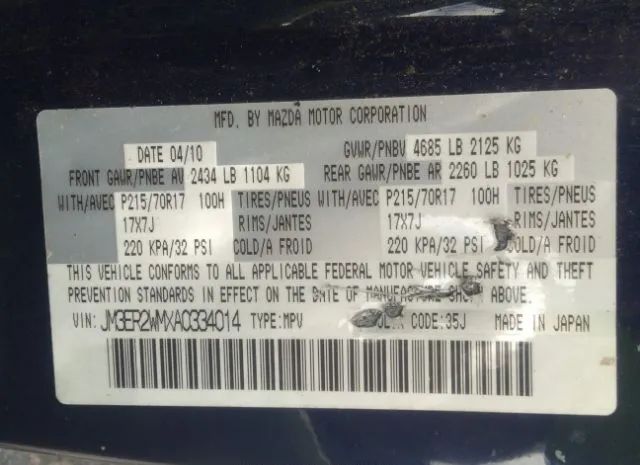 MFD. BY MAZDA MOTOR CORPORATION
DATE 04/10 GVWR/PNBV 4685 LB 2125 KG
FRONT GAWR/PNBE AV 2434 LB 1104 KG REAR GAWR/PNBE AR 2260 LB 1025 KG
WITH/AVEC P215/70R17 100H TIRES/PNEUS WITH/AVEC P215/70R17 100H TIRES/PNEUS
17X7J RIMS/JANTES 17X7J RIMS/JANTES
220 KPA/32 PSI COLD/A FROID 220 KPA/32 PSI COLD/A FROID
THIS VEHICLE CONFORMS TO ALL APPLICABLE FEDERAL MOTOR VEHICLE SAFETY AND THEFT
PREVENTION STANDARDS IN EFFECT ON THE DATE OF ABOVE.
VIN: JM3ER2WMXA0334014 TYPE:MPV CODE:35J MADE IN JAPAN